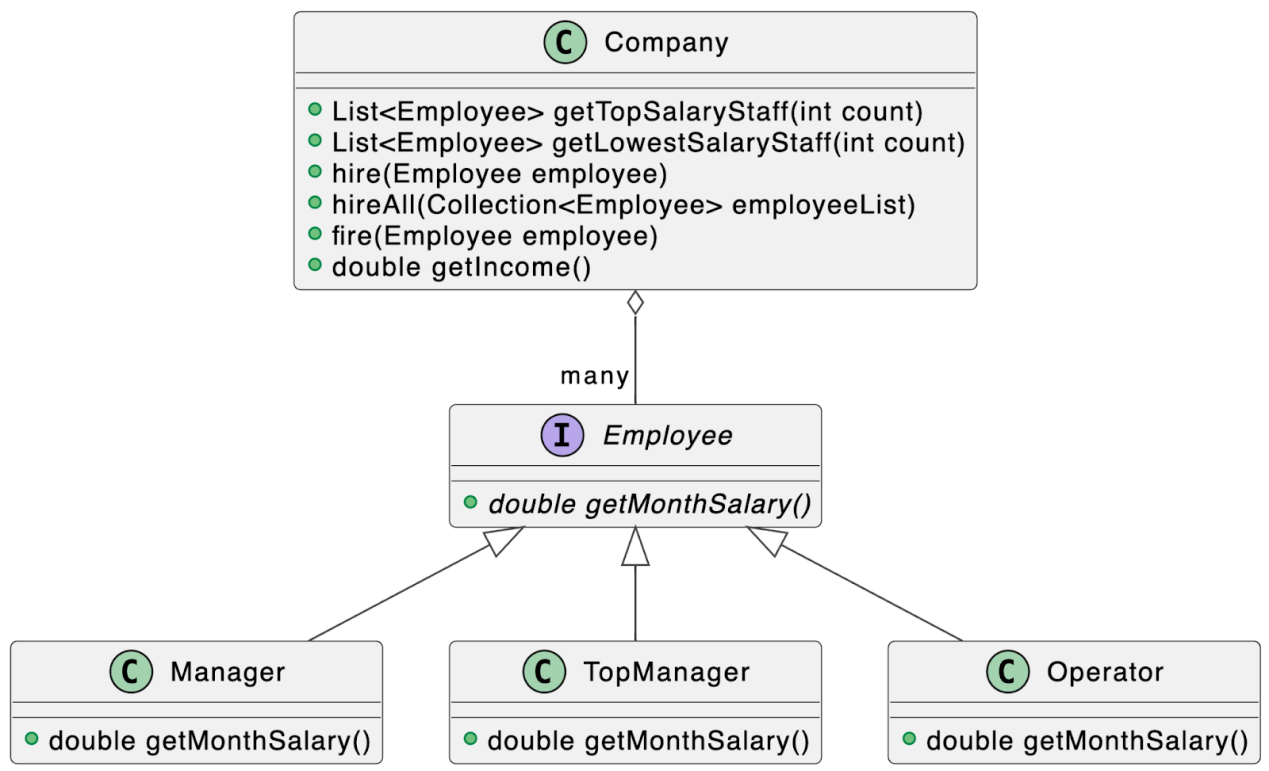 C Company
List<Employee> getTopSalaryStaff(int count)
List<Employee> getLowestSalaryStaff(int count)
hire(Employee employee)
hireAll(Collection<Employee> employeeList)
fire(Employee employee)
double getIncome()
many
I Employee
double getMonthSalary()
C Manager
double getMonthSalary()
C TopManager
double getMonthSalary()
C Operator
double getMonthSalary()